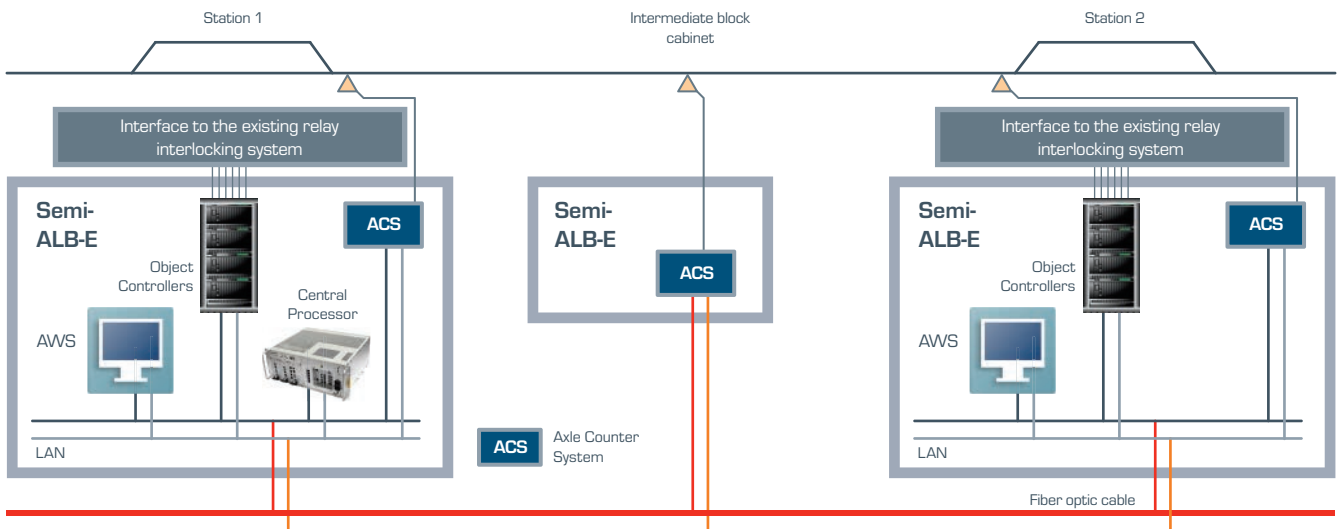 Station 1
Intermediate block
cabinet
Station 2
Interface to the existing relay
interlocking system
Interface to the existing relay
interlocking system
Semi-
ALB-E
ACS
Object
Controllers
Central
Processor
AWS
LAN
Semi-
ALB-E
ACS
ACS
Axle Counter
System
Semi-
ALB-E
ACS
Object
Controllers
AWS
LAN
Fiber optic cable